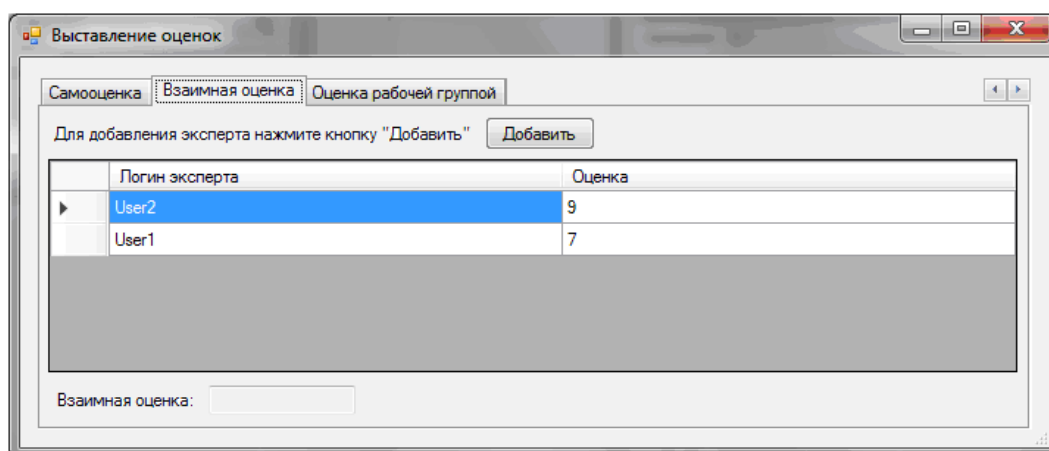 Выставление оценок
Самооценка Взаимная оценка Оценка рабочей группой
Для добавления эксперта нажмите кнопку "Добавить" Добавить
Логин эксперта Оценка
User2 9
User1 7
Взаимная оценка: